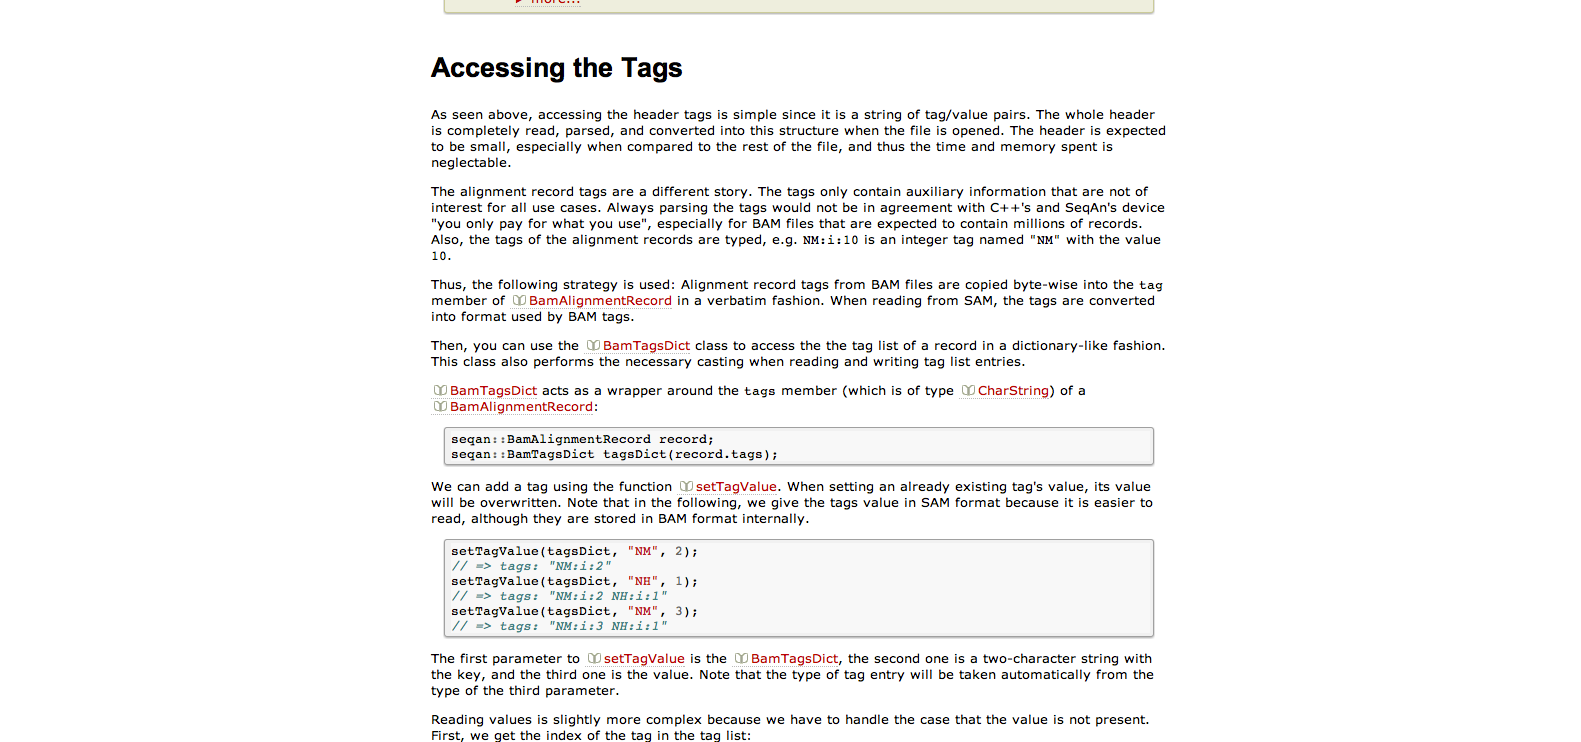 more...
Accessing the Tags
As seen above, accessing the header tags is simple since it is a string of tag/value pairs. The whole header
is completely read, parsed, and converted into this structure when the file is opened. The header is expected
to be small, especially when compared to the rest of the file, and thus the time and memory spent is
neglectable.
The alignment record tags are a different story. The tags only contain auxiliary information that are not of
interest for all use cases. Always parsing the tags would not be in agreement with C++'s and SeqAn's device
"you only pay for what you use", especially for BAM files that are expected to contain millions of records.
Also, the tags of the alignment records are typed, e.g. NM:i:10 is an integer tag named "NM" with the value
10.
Thus, the following strategy is used: Alignment record tags from BAM files are copied byte-wise into the tag
member of BamAlignmentRecord in a verbatim fashion. When reading from SAM, the tags are converted
into format used by BAM tags.
Then, you can use the BamTagsDict class to access the the tag list of a record in a dictionary-like fashion.
This class also performs the necessary casting when reading and writing tag list entries.
BamTagsDict acts as a wrapper around the tags member (which is of type CharString) of a
BamAlignmentRecord:
seqan::BamAlignmentRecord record;
seqan::BamTagsDict tagsDict(record.tags);
We can add a tag using the function setTagValue. When setting an already existing tag's value, its value
will be overwritten. Note that in the following, we give the tags value in SAM format because it is easier to
read, although they are stored in BAM format internally.
setTagValue(tagsDict, "NM", 2);
// => tags: "NM:i:2"
setTagValue(tagsDict, "NH", 1);
// => tags: "NM:i:2 NH:i:1"
setTagValue(tagsDict, "NM", 3);
// => tags: "NM:i:3 NH:i:1"
The first parameter to setTagValue is the BamTagsDict, the second one is a two-character string with
the key, and the third one is the value. Note that the type of tag entry will be taken automatically from the
type of the third parameter.
Reading values is slightly more complex because we have to handle the case that the value is not present.
First, we get the index of the tag in the tag list: